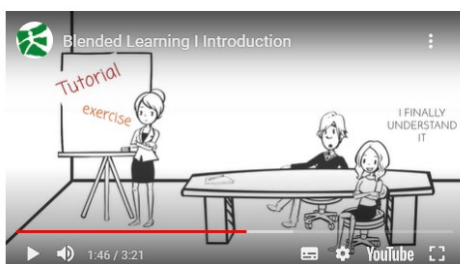 Blended Learning I Introduction
Tutorial
exercise
I FINALLY
UNDERSTAND
IT
1:46 / 3:21
YouTube